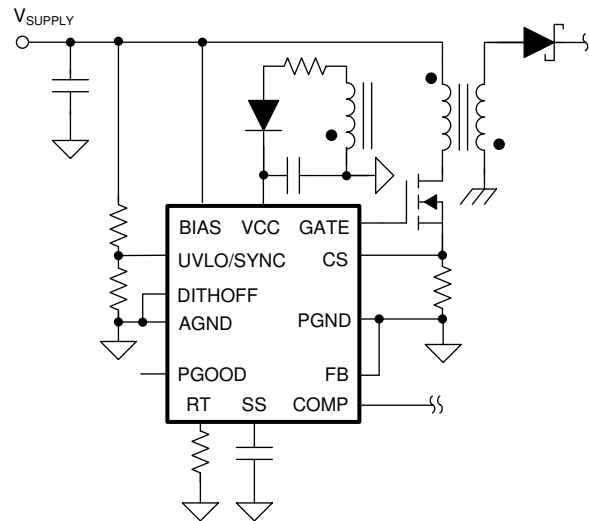 VSUPPLY
BIAS VCC GATE
UVLO/SYNC CS
DITHOFF
AGND PGND
PGOOD FB
RT SS COMP